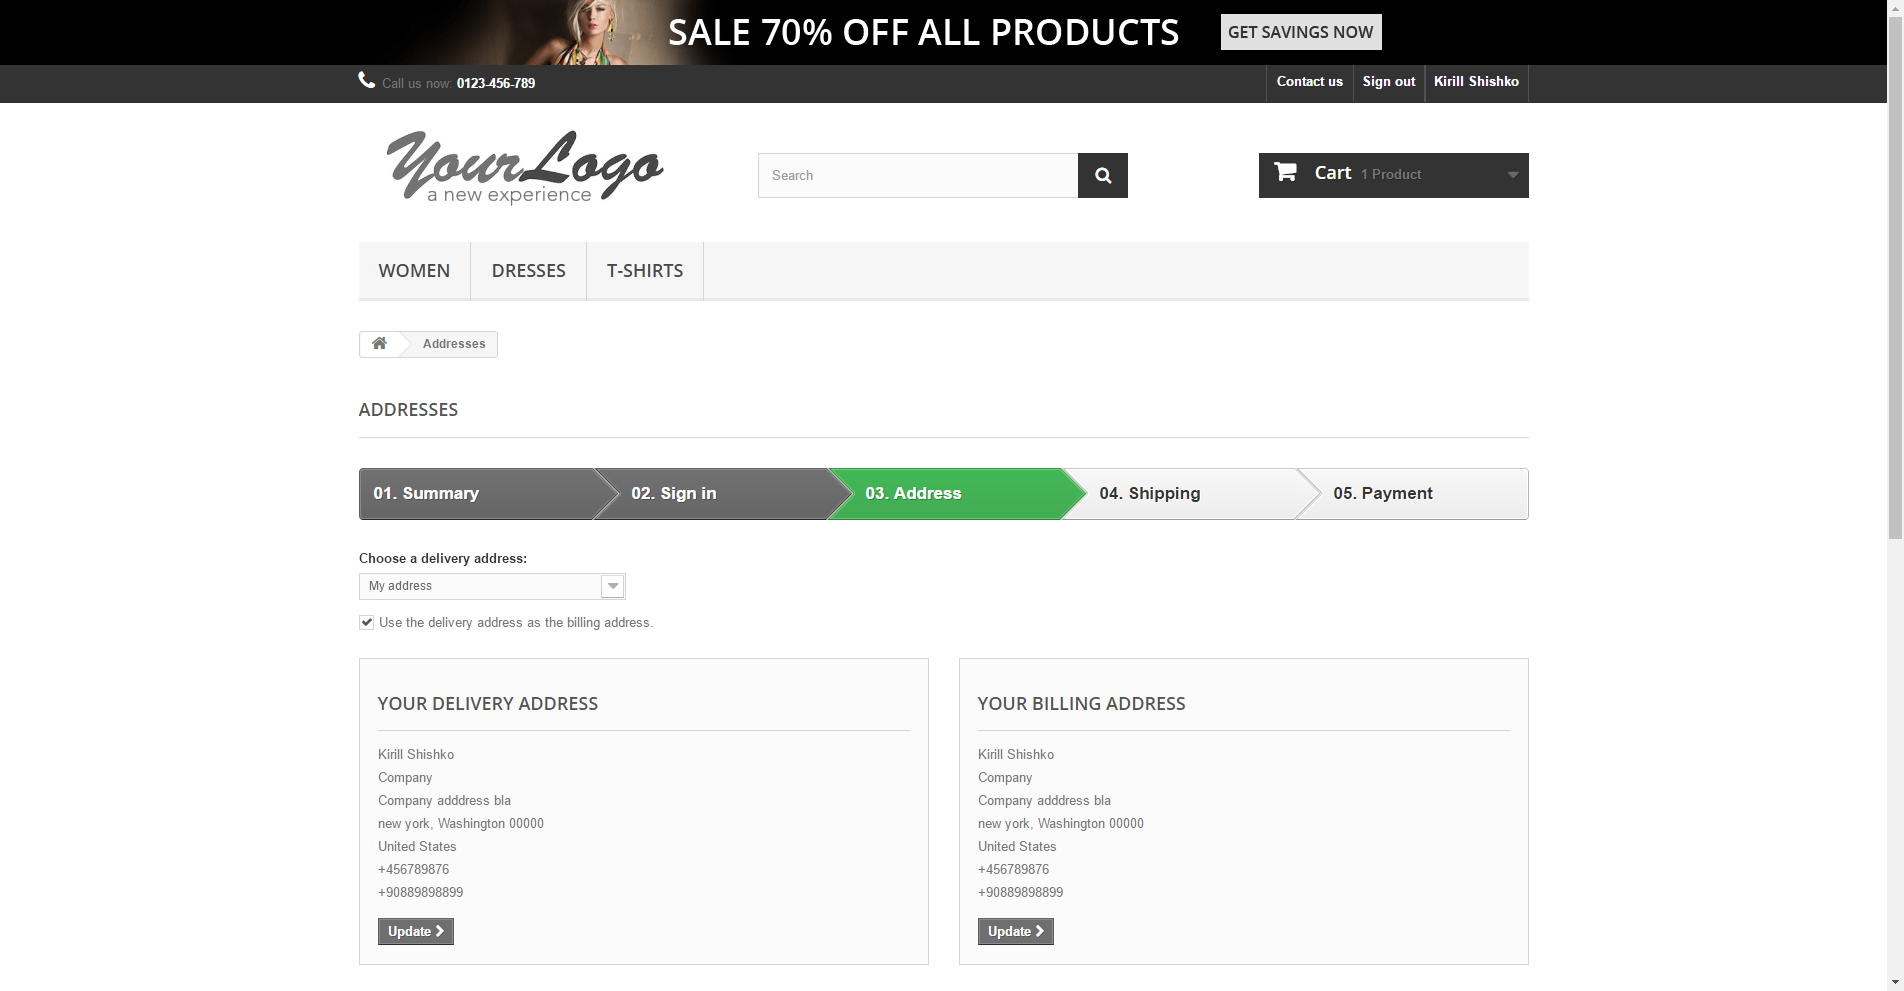 SALE 70% OFF ALL PRODUCTS GET SAVINGS NOW
Call us now: 0123-456-789 Contact us Sign out Kirill Shishko
YourLogo
a new experience
Search
Cart 1 Product
WOMEN DRESSES T-SHIRTS
Addresses
ADDRESSES
01. Summary 02. Sign in 03. Address 04. Shipping 05. Payment
Choose a delivery address:
My address
Use the delivery address as the billing address.
YOUR DELIVERY ADDRESS
Kirill Shishko
Company
Company adddress bla
new york, Washington 00000
United States
+456789876
+90889898899
Update
YOUR BILLING ADDRESS
Kirill Shishko
Company
Company adddress bla
new york, Washington 00000
United States
+456789876
+90889898899
Update